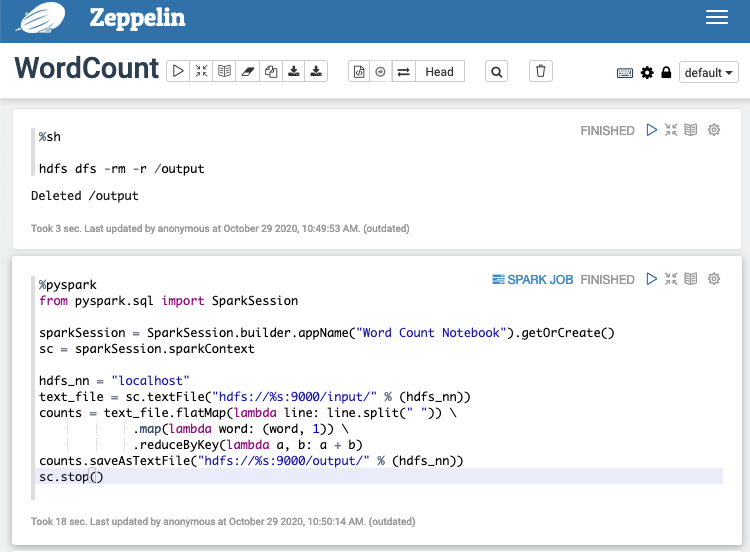 Zeppelin
WordCount
Head
default
FINISHED
%sh
hdfs dfs -rm -r /output
Deleted /output
Took 3 sec. Last updated by anonymous at October 29 2020, 10:49:53 AM. (outdated)
SPARK JOB FINISHED
%pyspark
from pyspark.sql import SparkSession
sparkSession = SparkSession.builder.appName("Word Count Notebook").getOrCreate()
sc = sparkSession.sparkContext
hdfs_nn = "localhost"
text_file = sc.textFile("hdfs://%s:9000/input/" % (hdfs_nn))
counts = text_file.flatMap(lambda line: line.split(" ")) \
.map(lambda word: (word, 1)) \
.reduceByKey(lambda a, b: a + b)
counts.saveAsTextFile("hdfs://%s:9000/output/" % (hdfs_nn))
sc.stop()
Took 18 sec. Last updated by anonymous at October 29 2020, 10:50:14 AM. (outdated)